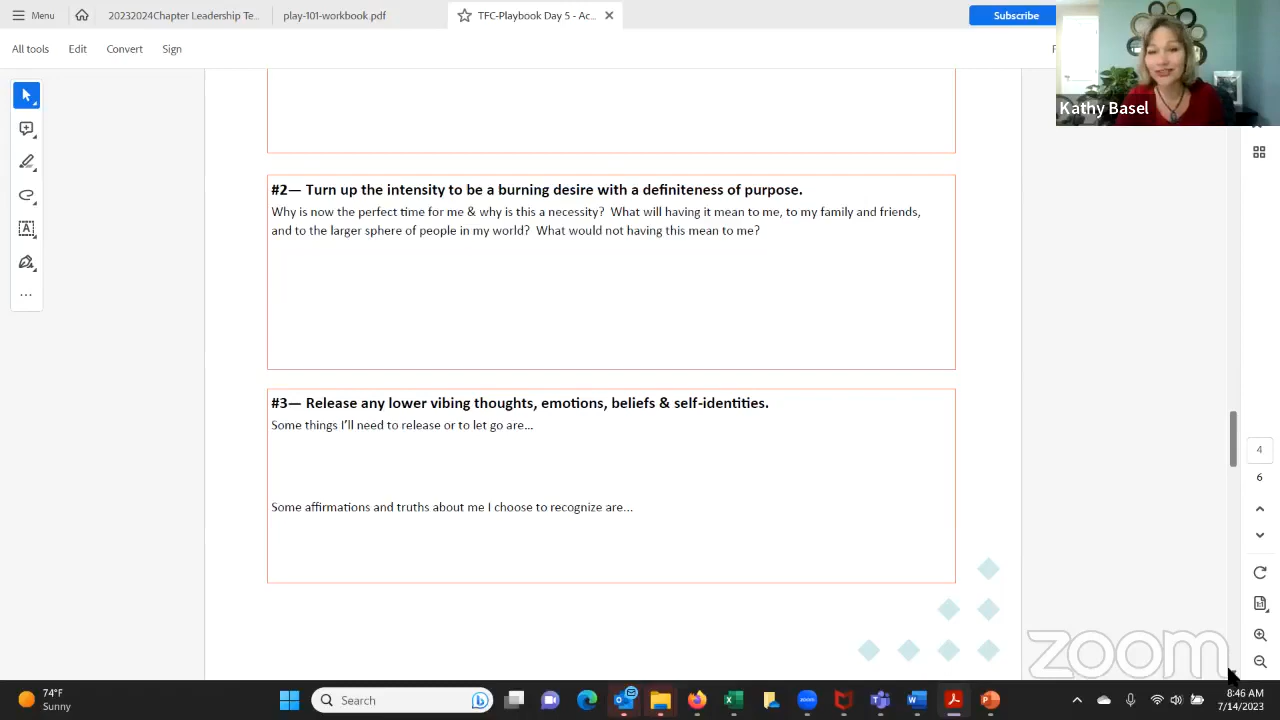 Menu
20232024Chapter Leadership Te...
play-101-workbook pdf
TFC-Playbook Day 5 - Ac...
Subscribe
All tools
Edit
Convert
Sign
Kathy Basel
#2— Turn up the intensity to be a burning desire with a definiteness of purpose.
Why is now the perfect time for me & why is this a necessity? What will having it mean to me, to my family and friends,
and to the larger sphere of people in my world? What would not having this mean to me?
#3— Release any lower vibing thoughts, emotions, beliefs & self-identities.
Some things I'll need to release or to let go are…
Some affirmations and truths about me I choose to recognize are…
4
6
zoom
74°F
Sunny
Search
8:46 AM
7/14/2023